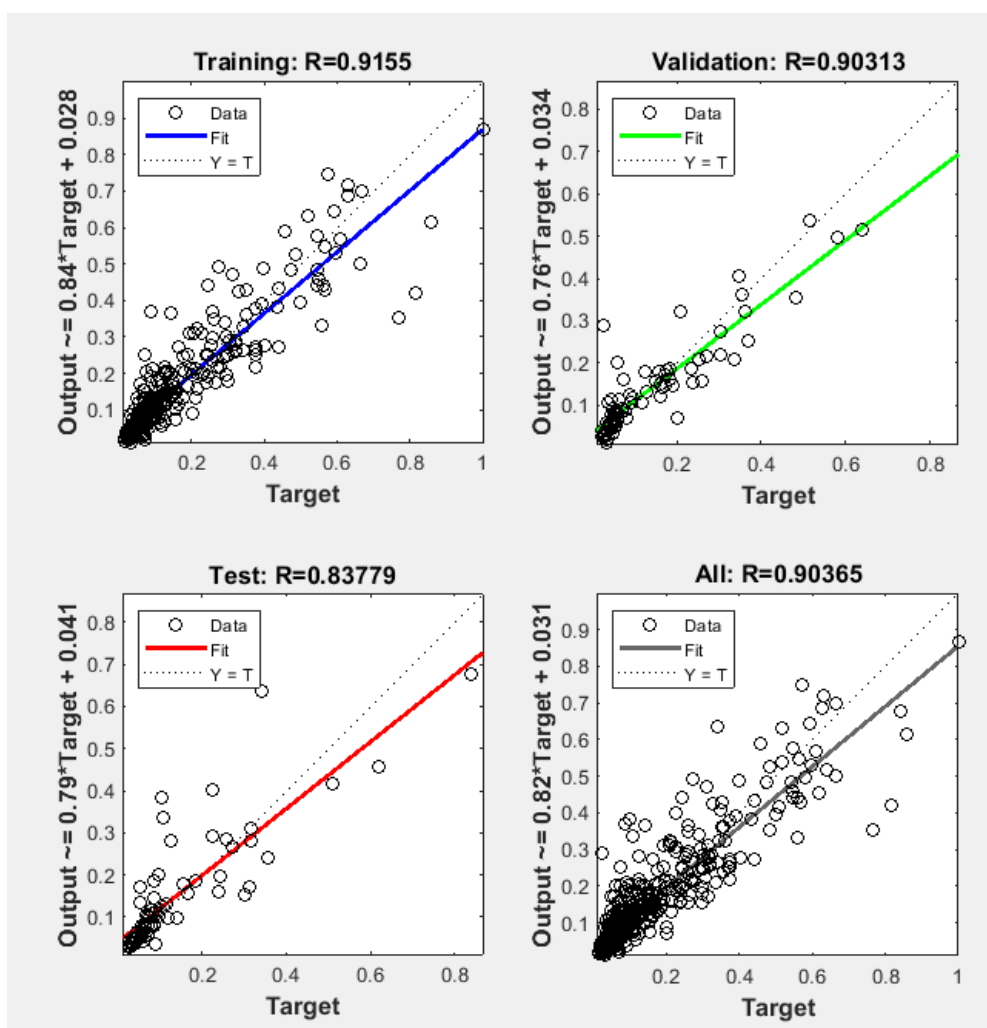 Training: R=0.9155
Output ~= 0.84*Target + 0.028
Data
Fit
Y = T
0.9
0.8
0.7
0.6
0.5
0.4
0.3
0.2
0.1
0.2
0.4
0.6
0.8
1
Target
Validation: R=0.90313
Output ~= 0.76*Target + 0.034
Data
Fit
Y = T
0.8
0.7
0.6
0.5
0.4
0.3
0.2
0.1
0.2
0.4
0.6
0.8
Target
Test: R=0.83779
Output ~= 0.79*Target + 0.041
Data
Fit
Y = T
0.8
0.7
0.6
0.5
0.4
0.3
0.2
0.1
0.2
0.4
0.6
0.8
Target
All: R=0.90365
Output ~= 0.82*Target + 0.031
Data
Fit
Y = T
0.9
0.8
0.7
0.6
0.5
0.4
0.3
0.2
0.1
0.2
0.4
0.6
0.8
1
Target